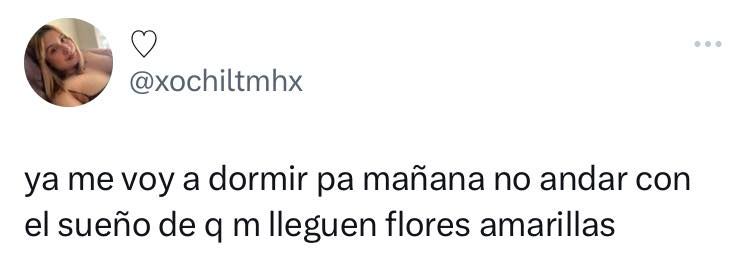 ♡
@xochiltmhx
ya me voy a dormir pa mañana no andar con
el sueño de q m lleguen flores amarillas